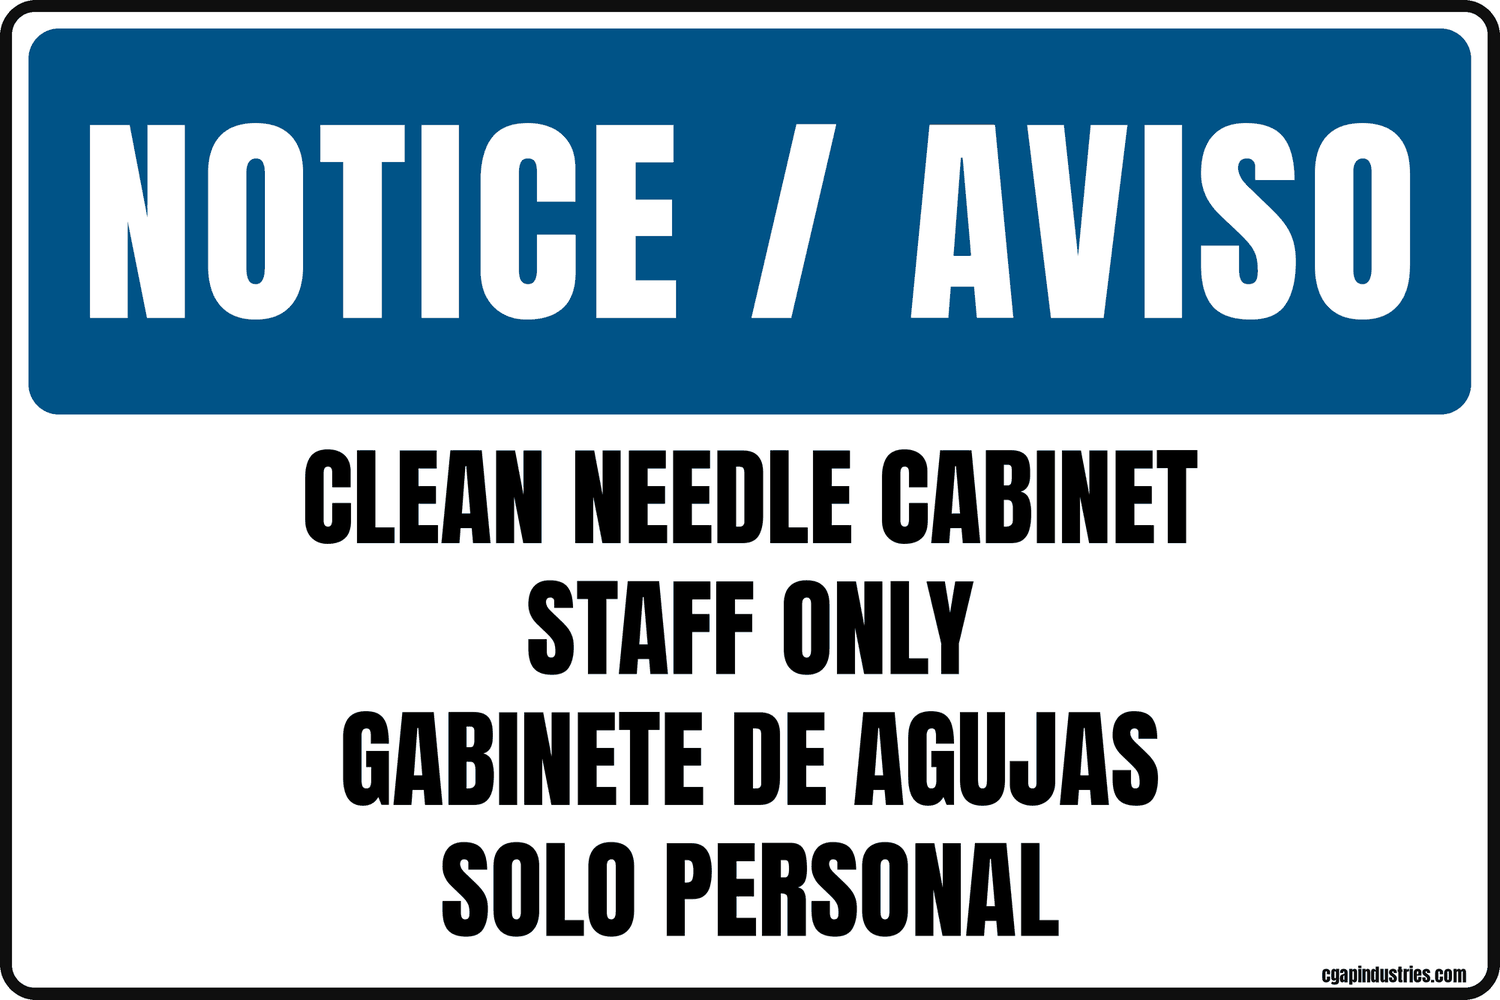 NOTICE / AVISO
CLEAN NEEDLE CABINET
STAFF ONLY
GABINETE DE AGUJAS
SOLO PERSONAL
cgapindustries.com